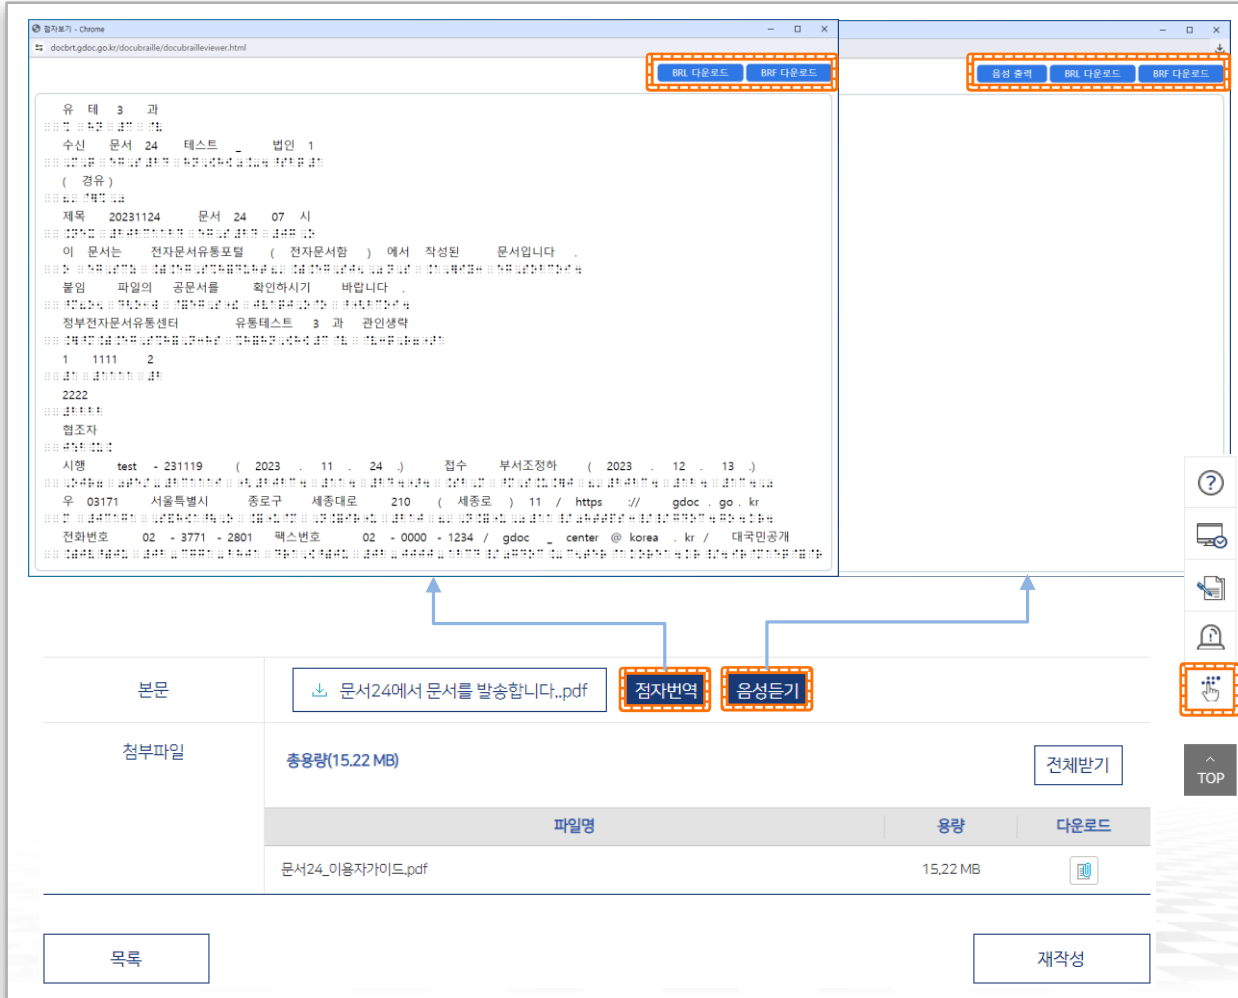 점자보기 - Chrome
docbrt.gdoc.go.kr/docubraille/docubrailleviewer.html
BRL 다운로드 BRF 다운로드
음성 출력 BRL 다운로드 BRF 다운로드
유 테 3 과
수신 문서 24 테스트 _ 법인 1
( 경유 )
제목 20231124 문서 24 07 시
이 문서는 전자문서유통포털 ( 전자문서함 ) 에서 작성된 문서입니다 .
붙임 파일의 공문서를 확인하시기 바랍니다 .
정부전자문서유통센터 유통테스트 3 과 관인생략
1 1111 2
2222
협조자
시행 test - 231119 ( 2023 . 11 . 24 .) 접수 부서조정하 ( 2023 . 12 . 13 .)
우 03171 서울특별시 종로구 세종대로 210 ( 세종로 ) 11 / https :// gdoc . go . kr
전화번호 02 - 3771 - 2801 팩스번호 02 - 0000 - 1234 / gdoc _ center @ korea . kr / 대국민공개
본문
문서24에서 문서를 발송합니다..pdf
점자번역
음성듣기
첨부파일
총용량(15.22 MB)
전체받기
TOP
파일명 용량 다운로드
문서24_이용자가이드.pdf 15.22 MB
목록
재작성